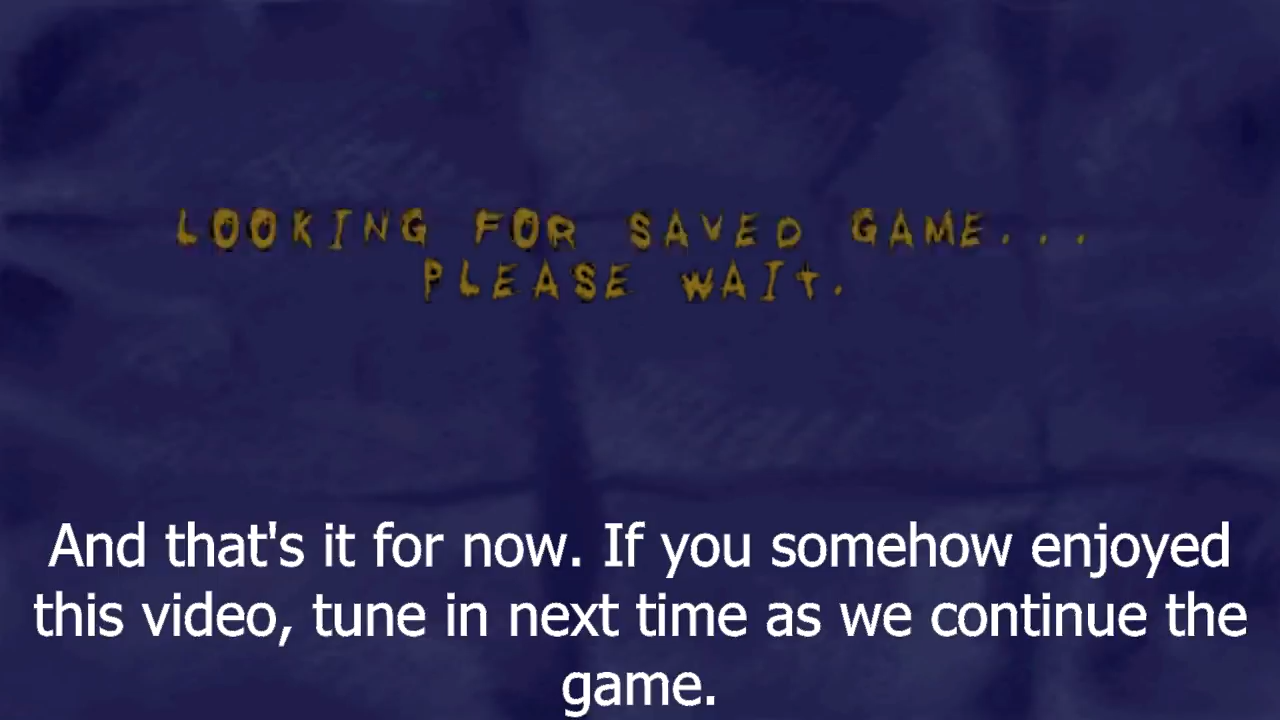 LOOKING FOR SAVED GAME...
PLEASE WAIt.
And that's it for now. If you somehow enjoyed
this video, tune in next time as we continue the
game.